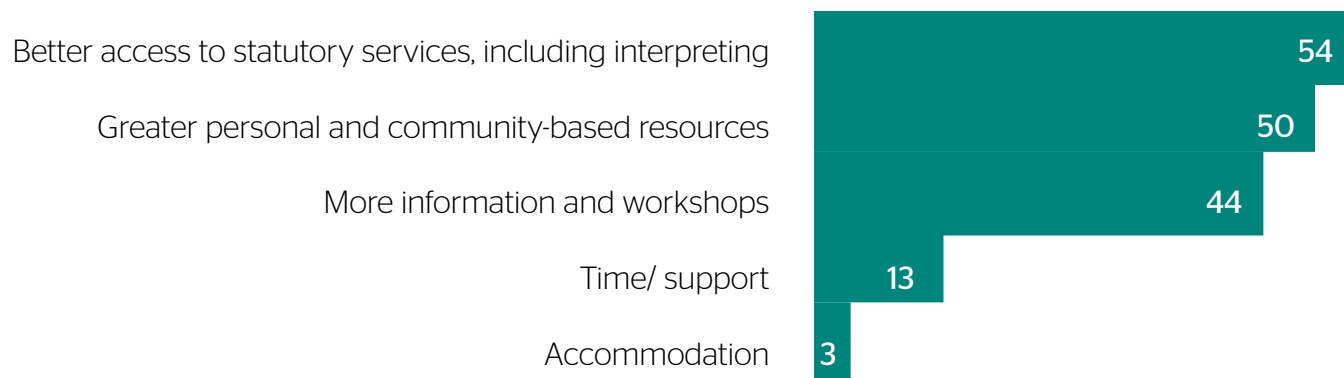 Better access to statutory services, including interpreting 54
Greater personal and community-based resources 50
More information and workshops 44
Time/ support 13
Accommodation 3